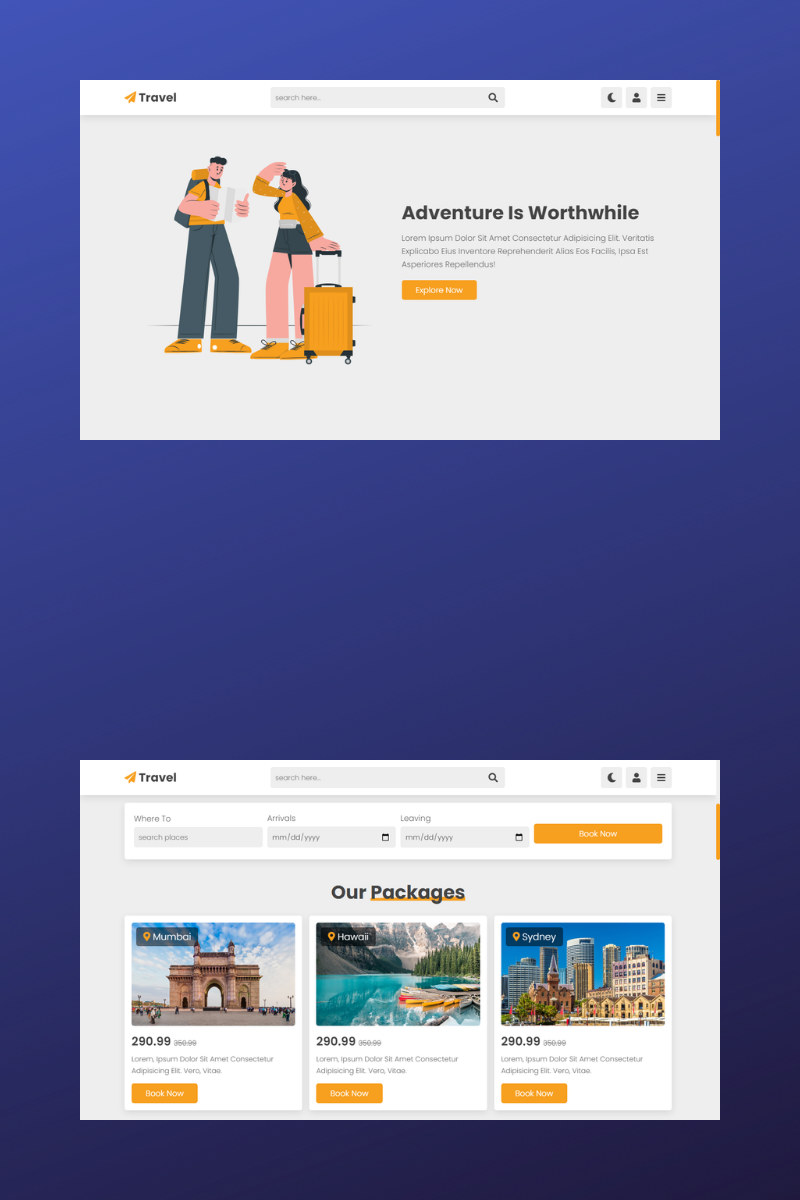 Travel
search here...
Adventure Is Worthwhile
Lorem Ipsum Dolor Sit Amet Consectetur Adipisicing Elit. Veritatis
Explicabo Eius Inventore Reprehenderit Alias Eos Facilis, Ipsa Est
Asperiores Repellendus!
Explore Now
Travel
search here...
Where To
Arrivals
Leaving
search places
mm/dd/yyyy
mm/dd/yyyy
Book Now
Our Packages
Mumbai
Hawaii
Sydney
290.99 350.99
290.99 350.99
290.99 350.99
Lorem, Ipsum Dolor Sit Amet Consectetur
Adipisicing Elit. Vero, Vitae.
Lorem, Ipsum Dolor Sit Amet Consectetur
Adipisicing Elit. Vero, Vitae.
Lorem, Ipsum Dolor Sit Amet Consectetur
Adipisicing Elit. Vero, Vitae.
Book Now
Book Now
Book Now